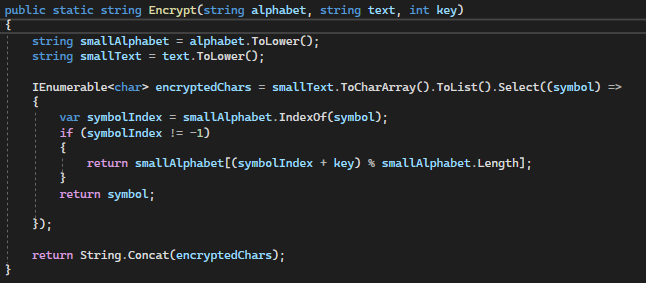 public static string Encrypt(string alphabet, string text, int key)
{
    string smallAlphabet = alphabet.ToLower();
    string smallText = text.ToLower();

    IEnumerable<char> encryptedChars = smallText.ToCharArray().ToList().Select((symbol) =>
    {
        var symbolIndex = smallAlphabet.IndexOf(symbol);
        if (symbolIndex != -1)
        {
            return smallAlphabet[(symbolIndex + key) % smallAlphabet.Length];
        }
        return symbol;

    });

    return String.Concat(encryptedChars);
}